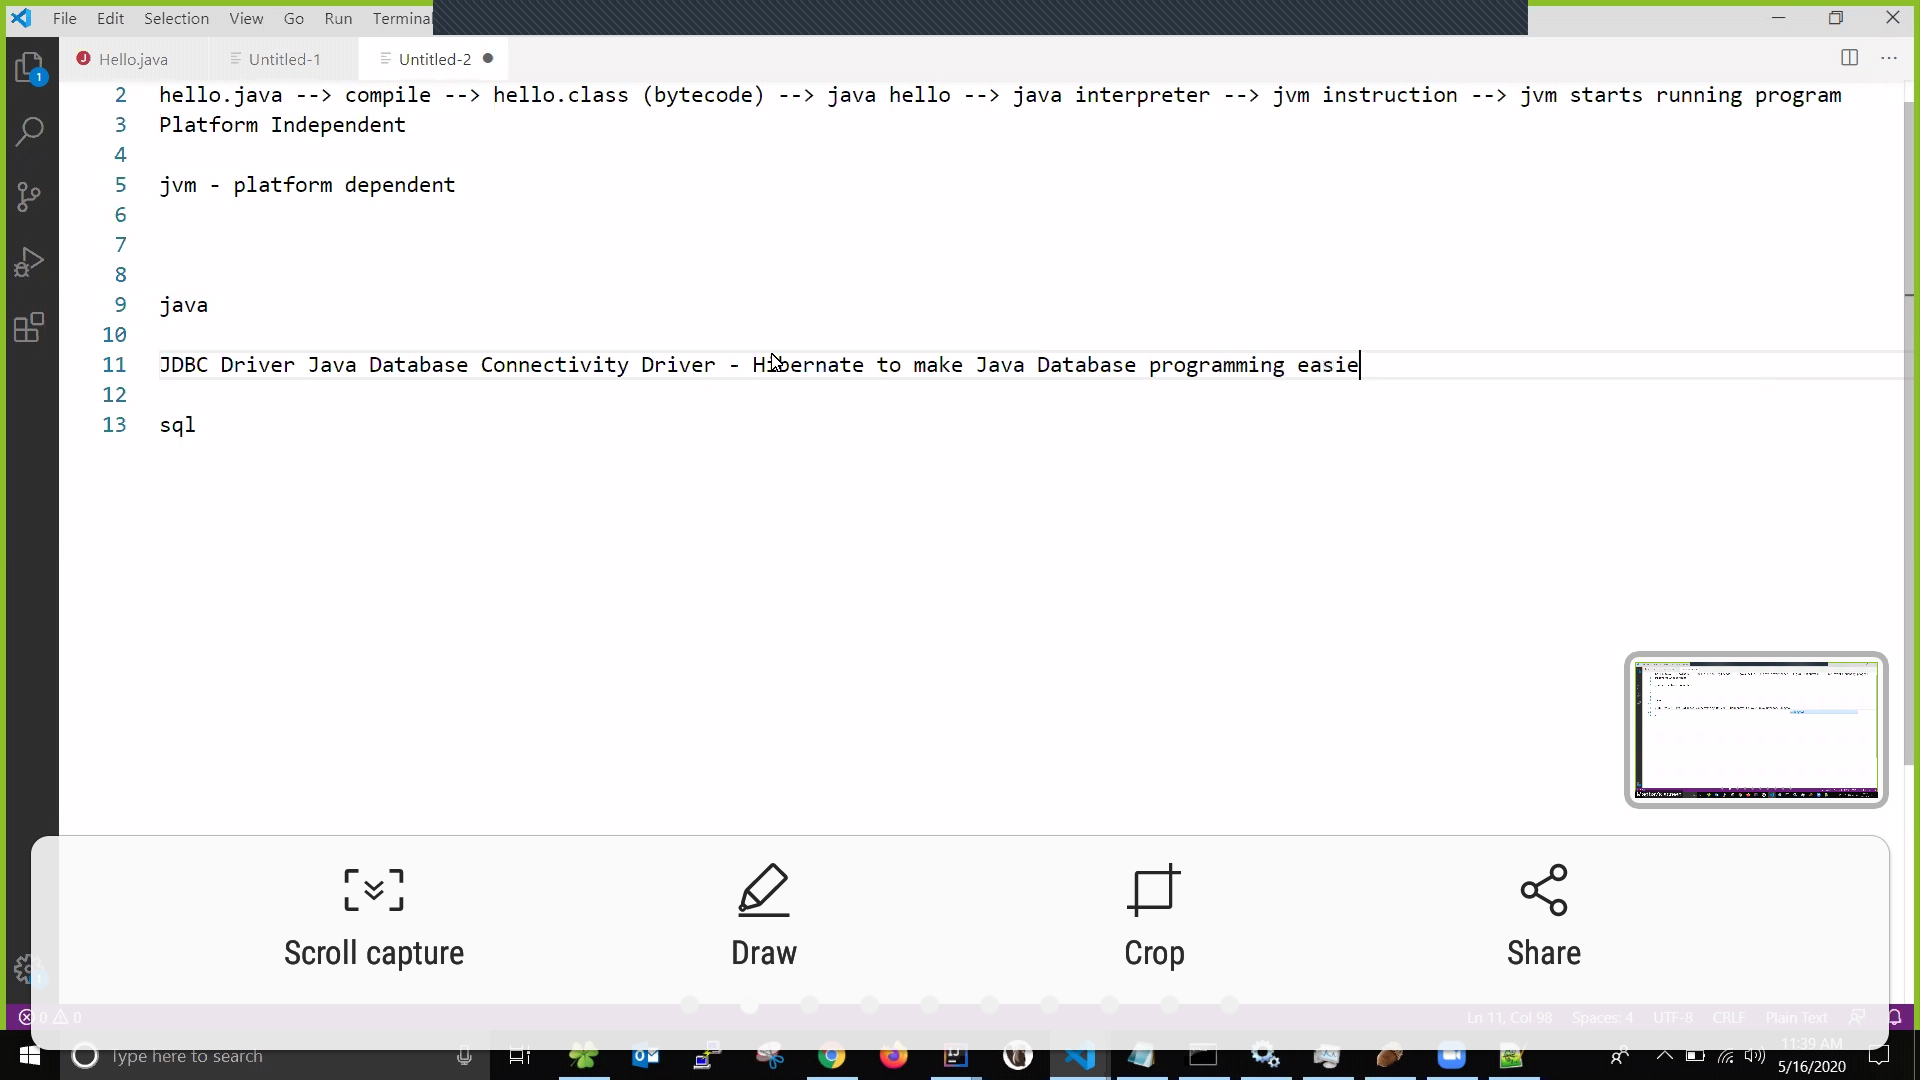 File Edit Selection View Go Run Terminal
Hello.java Untitled-1 Untitled-2
2 hello.java --> compile --> hello.class (bytecode) --> java hello --> java interpreter --> jvm instruction --> jvm starts running program
3 Platform Independent
4
5 jvm - platform dependent
6
7
8
9 java
10
11 JDBC Driver Java Database Connectivity Driver - Hibernate to make Java Database programming easie
12
13 sql
Scroll capture Draw Crop Share
0 0 Ln 11, Col 98 Spaces: 4 UTF-8 CRLF Plain Text
Type here to search
11:39 AM
5/16/2020